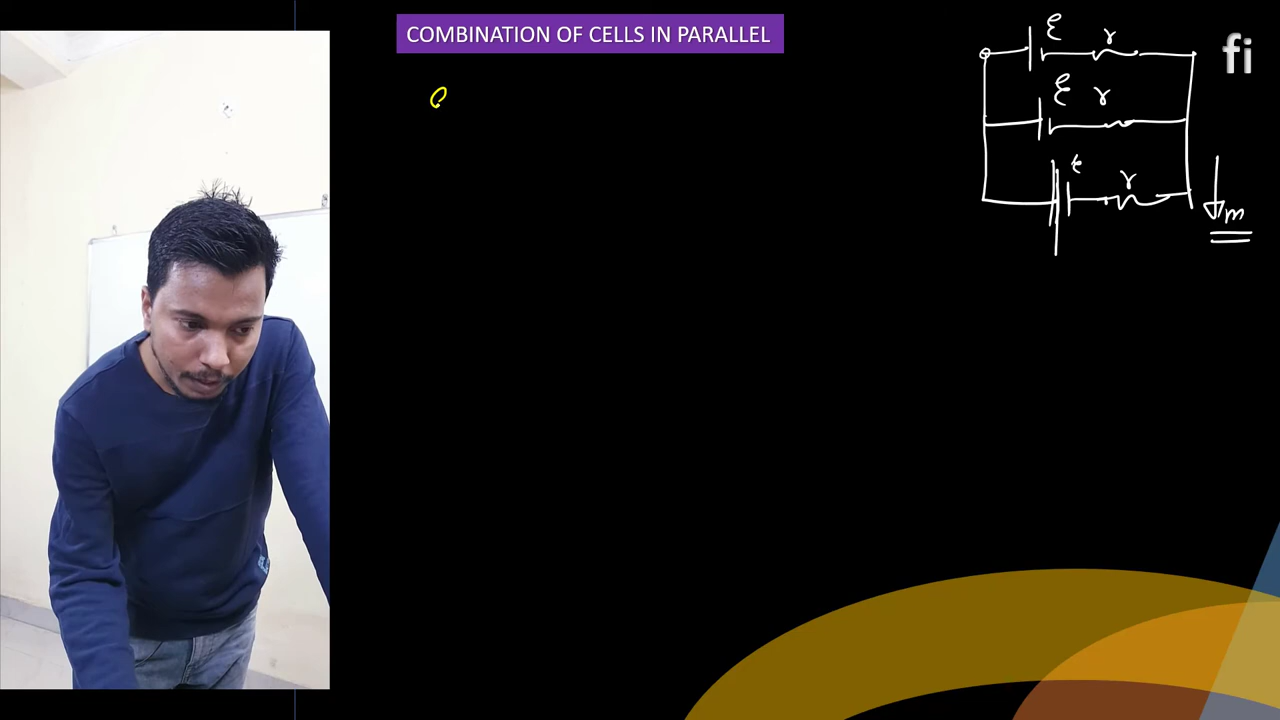 COMBINATION OF CELLS IN PARALLEL
fi
ε r
ε r
ε r
m